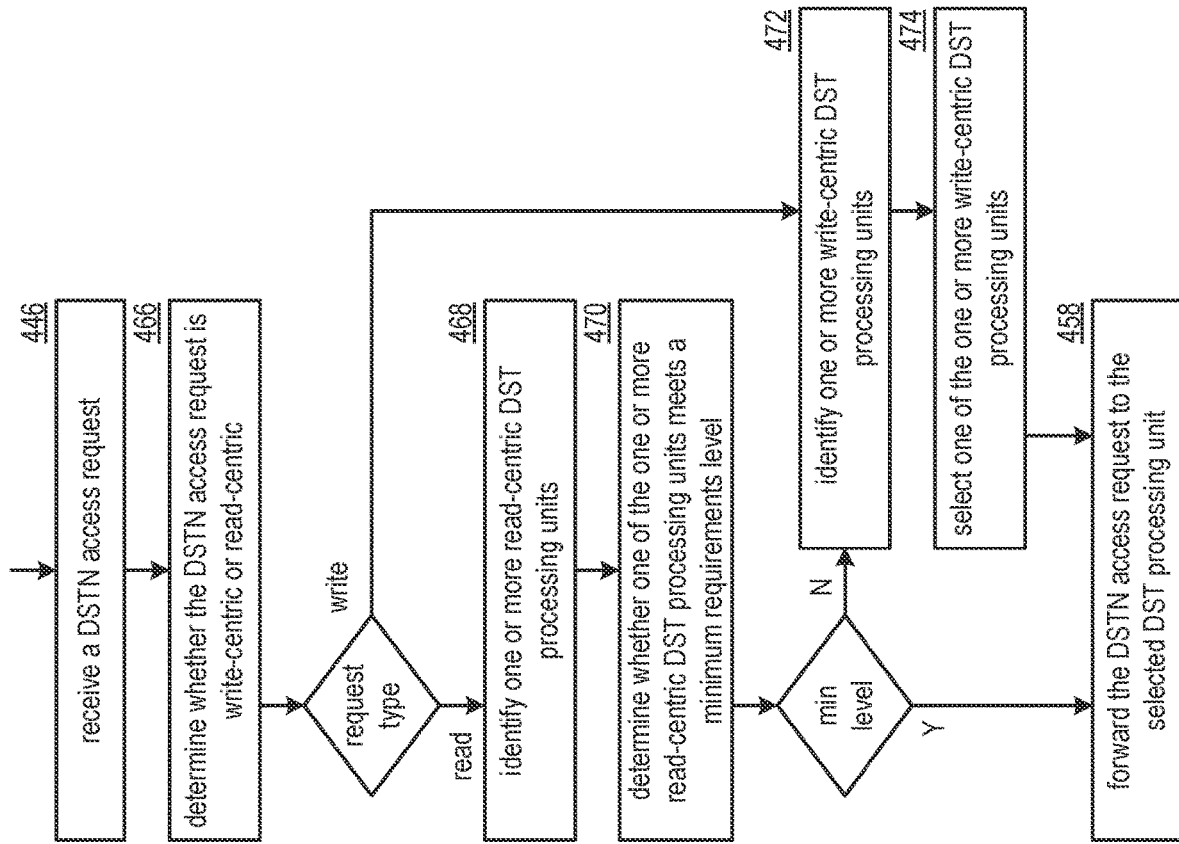 446
receive a DSTN access request
466
determine whether the DSTN access request is
write-centric or read-centric
request
type
write
read
468
identify one or more read-centric DST
processing units
470
determine whether one of the one or more
read-centric DST processing units meets a
minimum requirements level
min
level
N
Y
472
identify one or more write-centric DST
processing units
474
select one of the one or more write-centric DST
processing units
458
forward the DSTN access request to the
selected DST processing unit